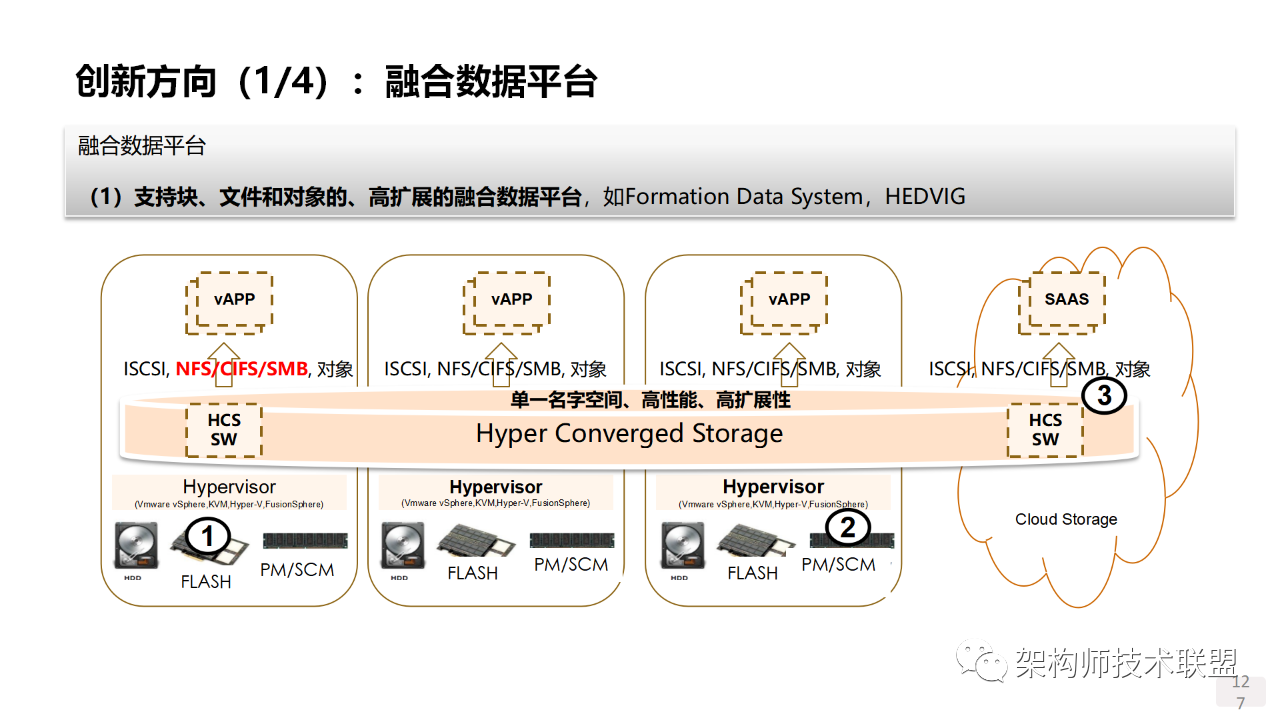 创新方向（1/4）：融合数据平台
融合数据平台
（1）支持块、文件和对象的、高扩展的融合数据平台，如Formation Data System，HEDVIG
vAPP
vAPP
vAPP
SAAS
ISCSI, NFS/CIFS/SMB, 对象
ISCSI, NFS/CIFS/SMB, 对象
ISCSI, NFS/CIFS/SMB, 对象
ISCSI, NFS/CIFS/SMB, 对象
3
单一名字空间、高性能、高扩展性
HCS
SW
Hyper Converged Storage
HCS
SW
Hypervisor
(Vmware vSphere,KVM,Hyper-V,FusionSphere)
Hypervisor
(Vmware vSphere,KVM,Hyper-V,FusionSphere)
Hypervisor
(Vmware vSphere,KVM,Hyper-V,FusionSphere)
Cloud Storage
1
2
HDD
FLASH
PM/SCM
HDD
FLASH
PM/SCM
HDD
FLASH
PM/SCM
架构师技术联盟
12
7